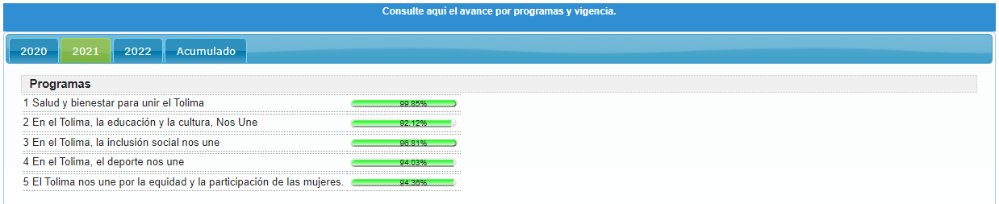 Consulte aquí el avance por programas y vigencia.
2020 2021 2022 Acumulado
Programas
1 Salud y bienestar para unir el Tolima 99.85%
2 En el Tolima, la educación y la cultura, Nos Une 92.12%
3 En el Tolima, la inclusión social nos une 96.81%
4 En el Tolima, el deporte nos une 94.03%
5 El Tolima nos une por la equidad y la participación de las mujeres. 94.36%